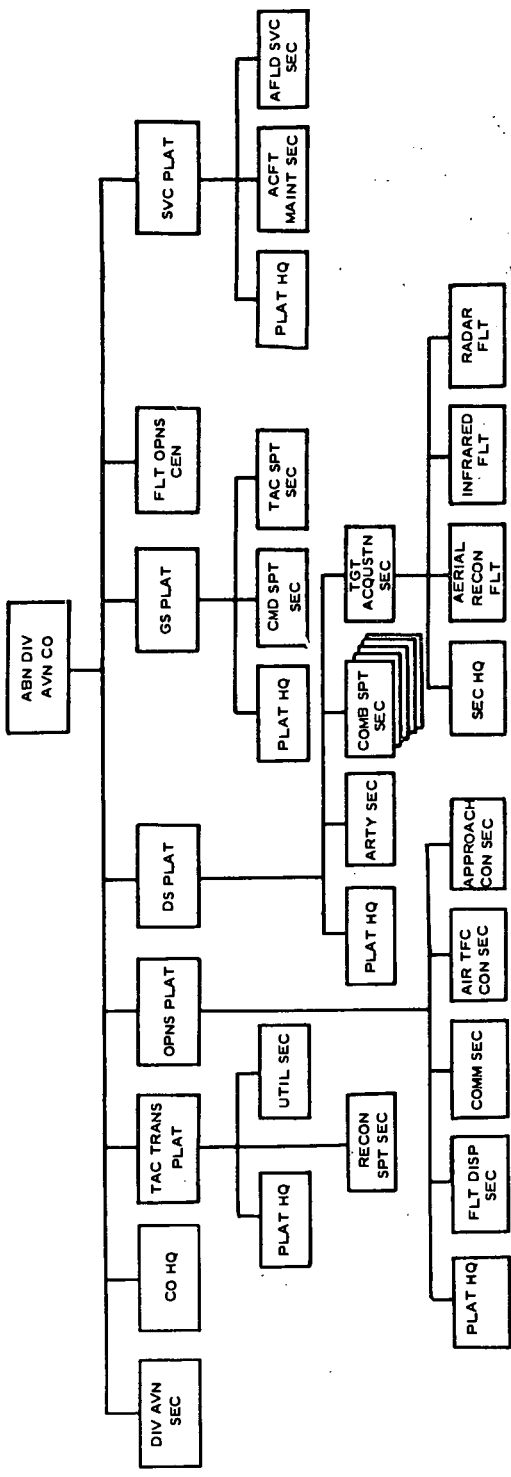 ABN DIV
AVN CO
DIV AVN
SEC
CO HQ
TAC TRANS
PLAT
OPNS PLAT
DS PLAT
GS PLAT
FLT OPNS
CEN
SVC PLAT
PLAT HQ
UTIL SEC
RECON
SPT SEC
PLAT HQ
FLT DISP
SEC
COMM SEC
AIR TFC
CON SEC
APPROACH
CON SEC
PLAT HQ
ARTY SEC
COMB SPT
SEC
TGT
ACQUSTN
SEC
SEC HQ
AERIAL
RECON
FLT
INFRARED
FLT
RADAR
FLT
PLAT HQ
CMD SPT
SEC
TAC SPT
SEC
PLAT HQ
ACFT
MAINT SEC
AFLD SVC
SEC